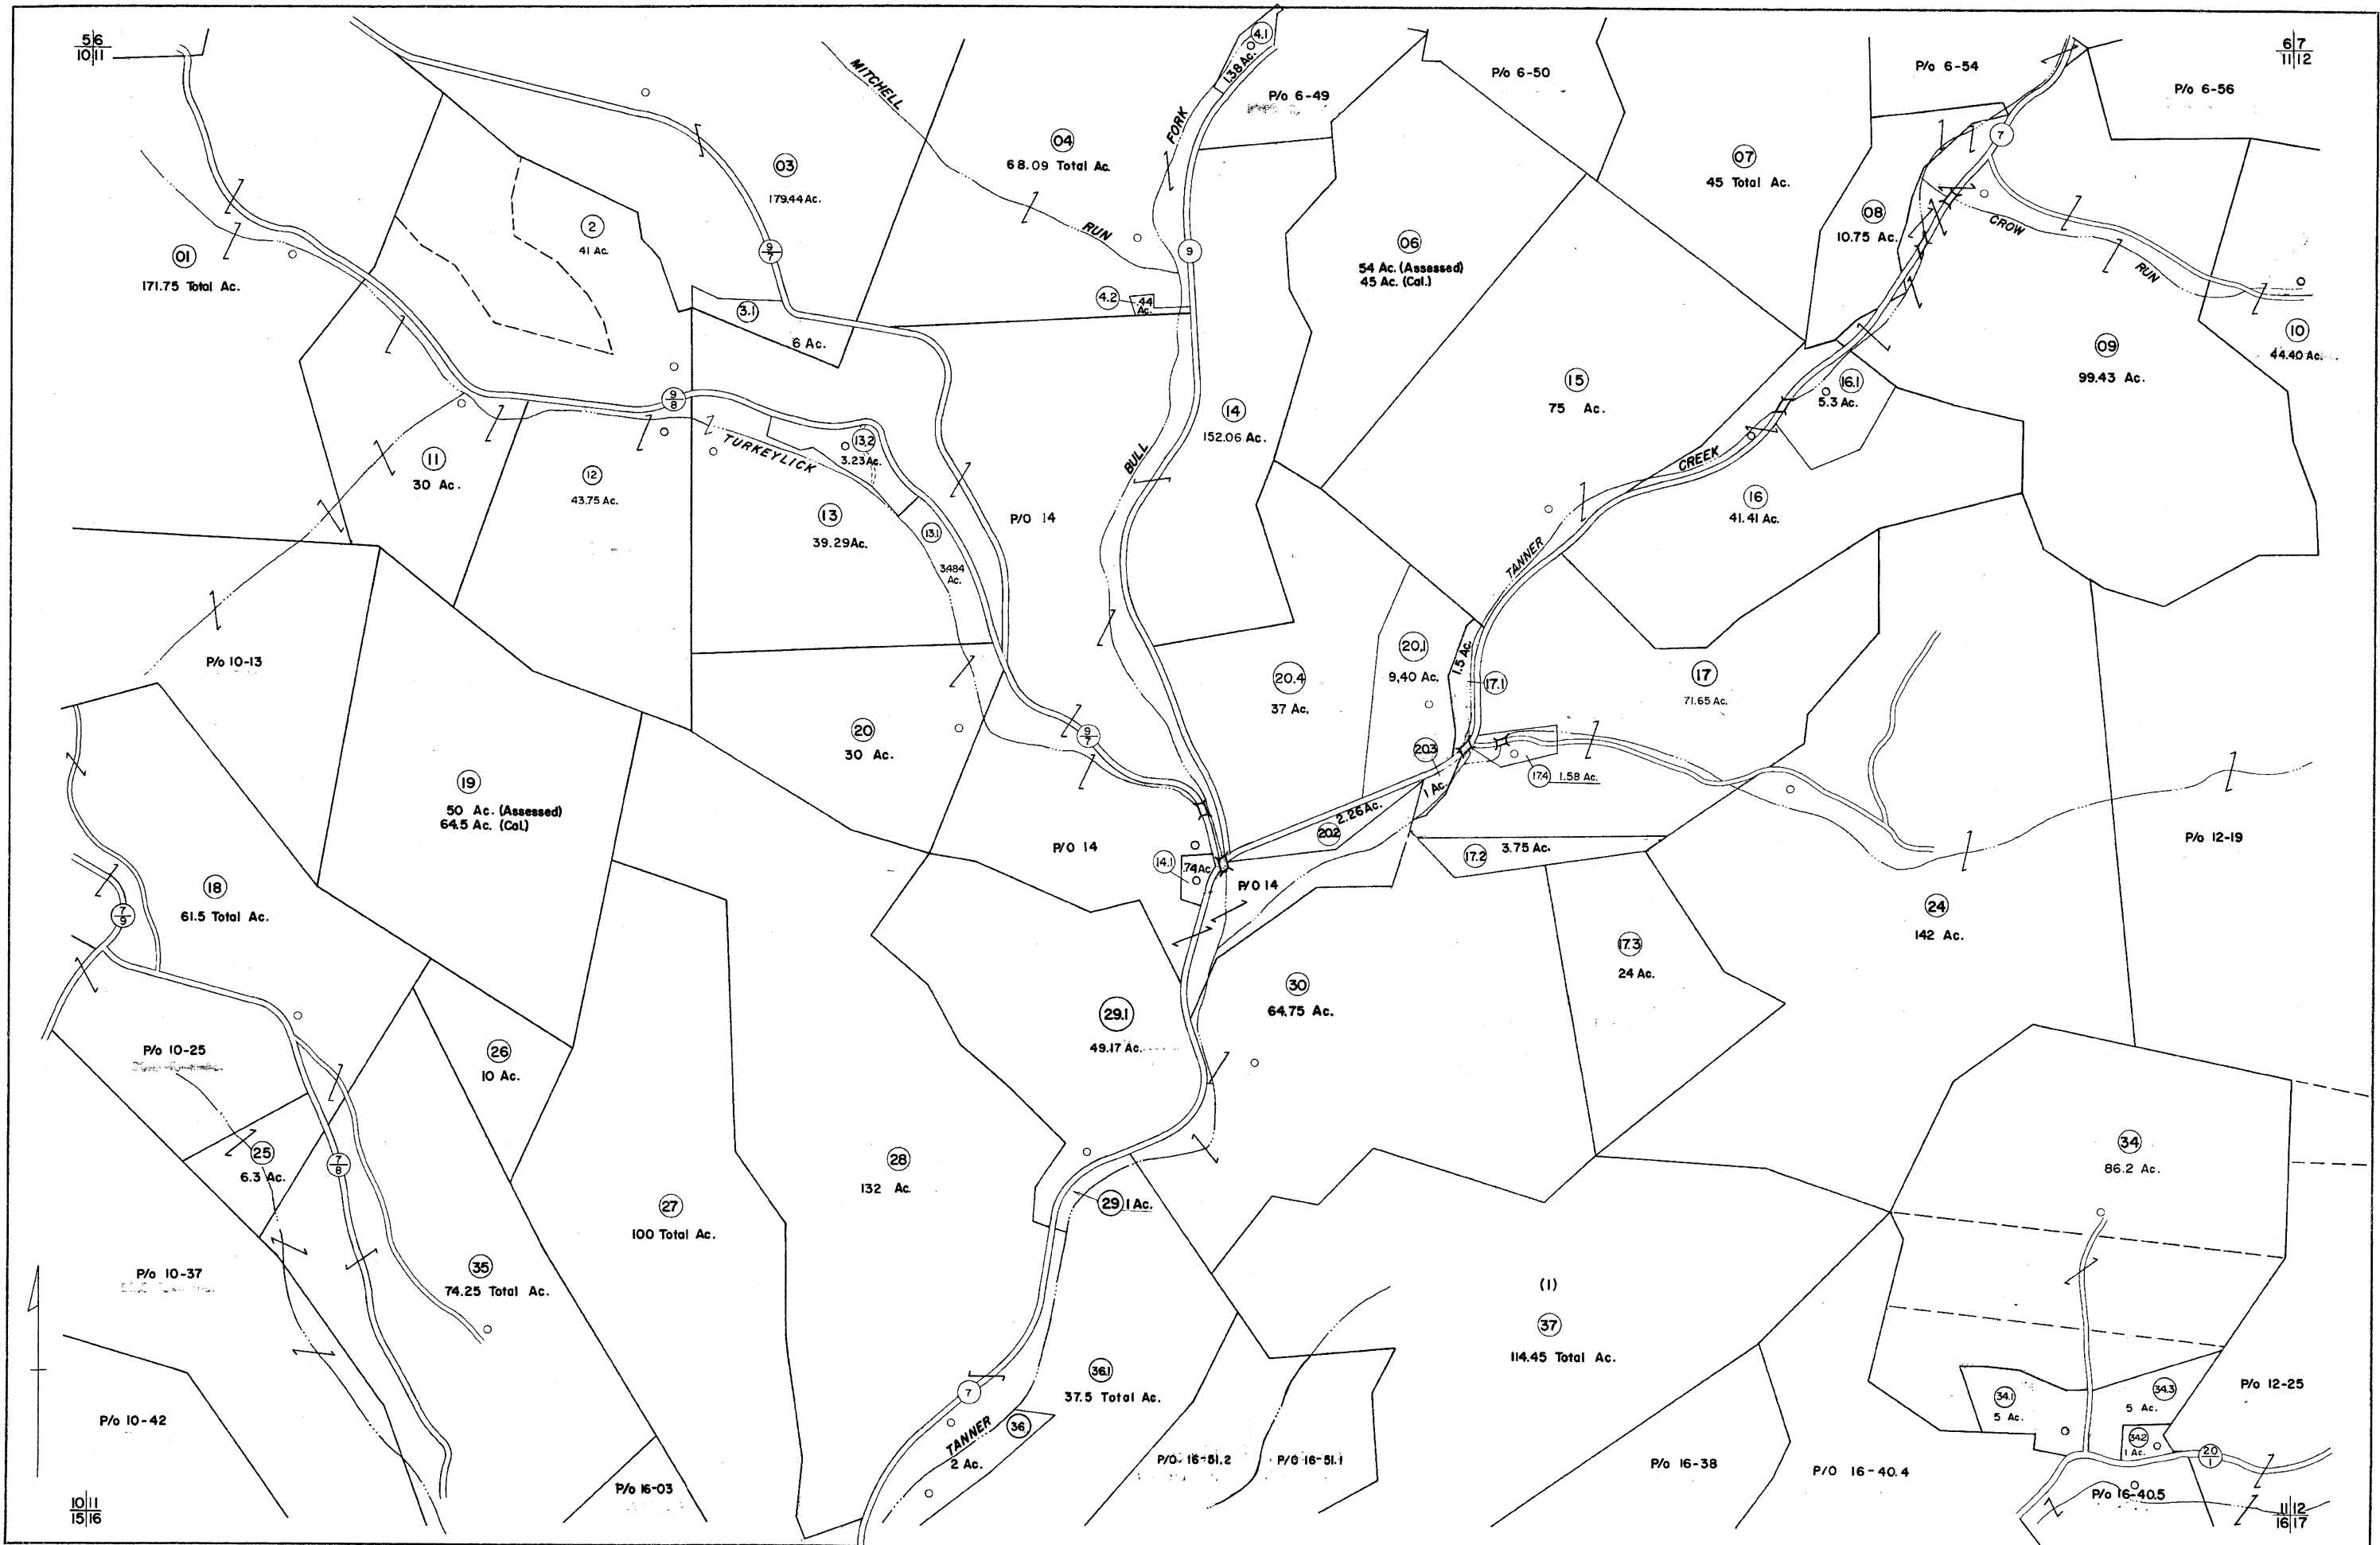 5|6
10|11
6|7
11|12
MITCHELL
RUN
4.1
1.38 Ac.
FORK
P/o 6-49
P/o 6-50
P/o 6-54
P/o 6-56
7
04
68.09 Total Ac.
03
179.44 Ac.
07
45 Total Ac.
2
41 Ac.
08
10.75 Ac.
CROW
RUN
01
171.75 Total Ac.
9
7
9
06
54 Ac. (Assessed)
45 Ac. (Cal.)
4.2
.44
Ac.
3.1
6 Ac.
10
44.40 Ac.
09
99.43 Ac.
9
8
15
75 Ac.
16.1
5.3 Ac.
14
152.06 Ac.
13.2
3.23 Ac.
TURKEYLICK
BULL
CREEK
11
30 Ac.
12
43.75 Ac.
16
41.41 Ac.
13
39.29 Ac.
P/O 14
13.1
3.484
Ac.
TANNER
P/o 10-13
20.1
9.40 Ac.
1.5 Ac.
17.1
20.4
37 Ac.
17
71.65 Ac.
20
30 Ac.
9
7
20.3
1 Ac.
17.4
1.58 Ac.
19
50 Ac. (Assessed)
64.5 Ac. (Cal.)
2.26 Ac.
20.2
P/O 14
14.1
.74 Ac
17.2
3.75 Ac.
P/o 12-19
18
61.5 Total Ac.
P/O 14
7
9
24
142 Ac.
17.3
24 Ac.
30
64.75 Ac.
29.1
49.17 Ac.
P/o 10-25
26
10 Ac.
25
6.3 Ac.
7
8
28
132 Ac.
34
86.2 Ac.
27
100 Total Ac.
29
1 Ac.
P/o 10-37
35
74.25 Total Ac.
(1)
37
114.45 Total Ac.
36.1
37.5 Total Ac.
7
P/o 10-42
TANNER
36
2 Ac.
34.1
5 Ac.
34.3
5 Ac.
P/o 12-25
34.2
1 Ac.
20
1
P/O 16-51.2
P/O 16-51.1
P/o 16-38
P/O 16-40.4
P/o 16-03
P/o 16-40.5
10|11
15|16
11|12
16|17